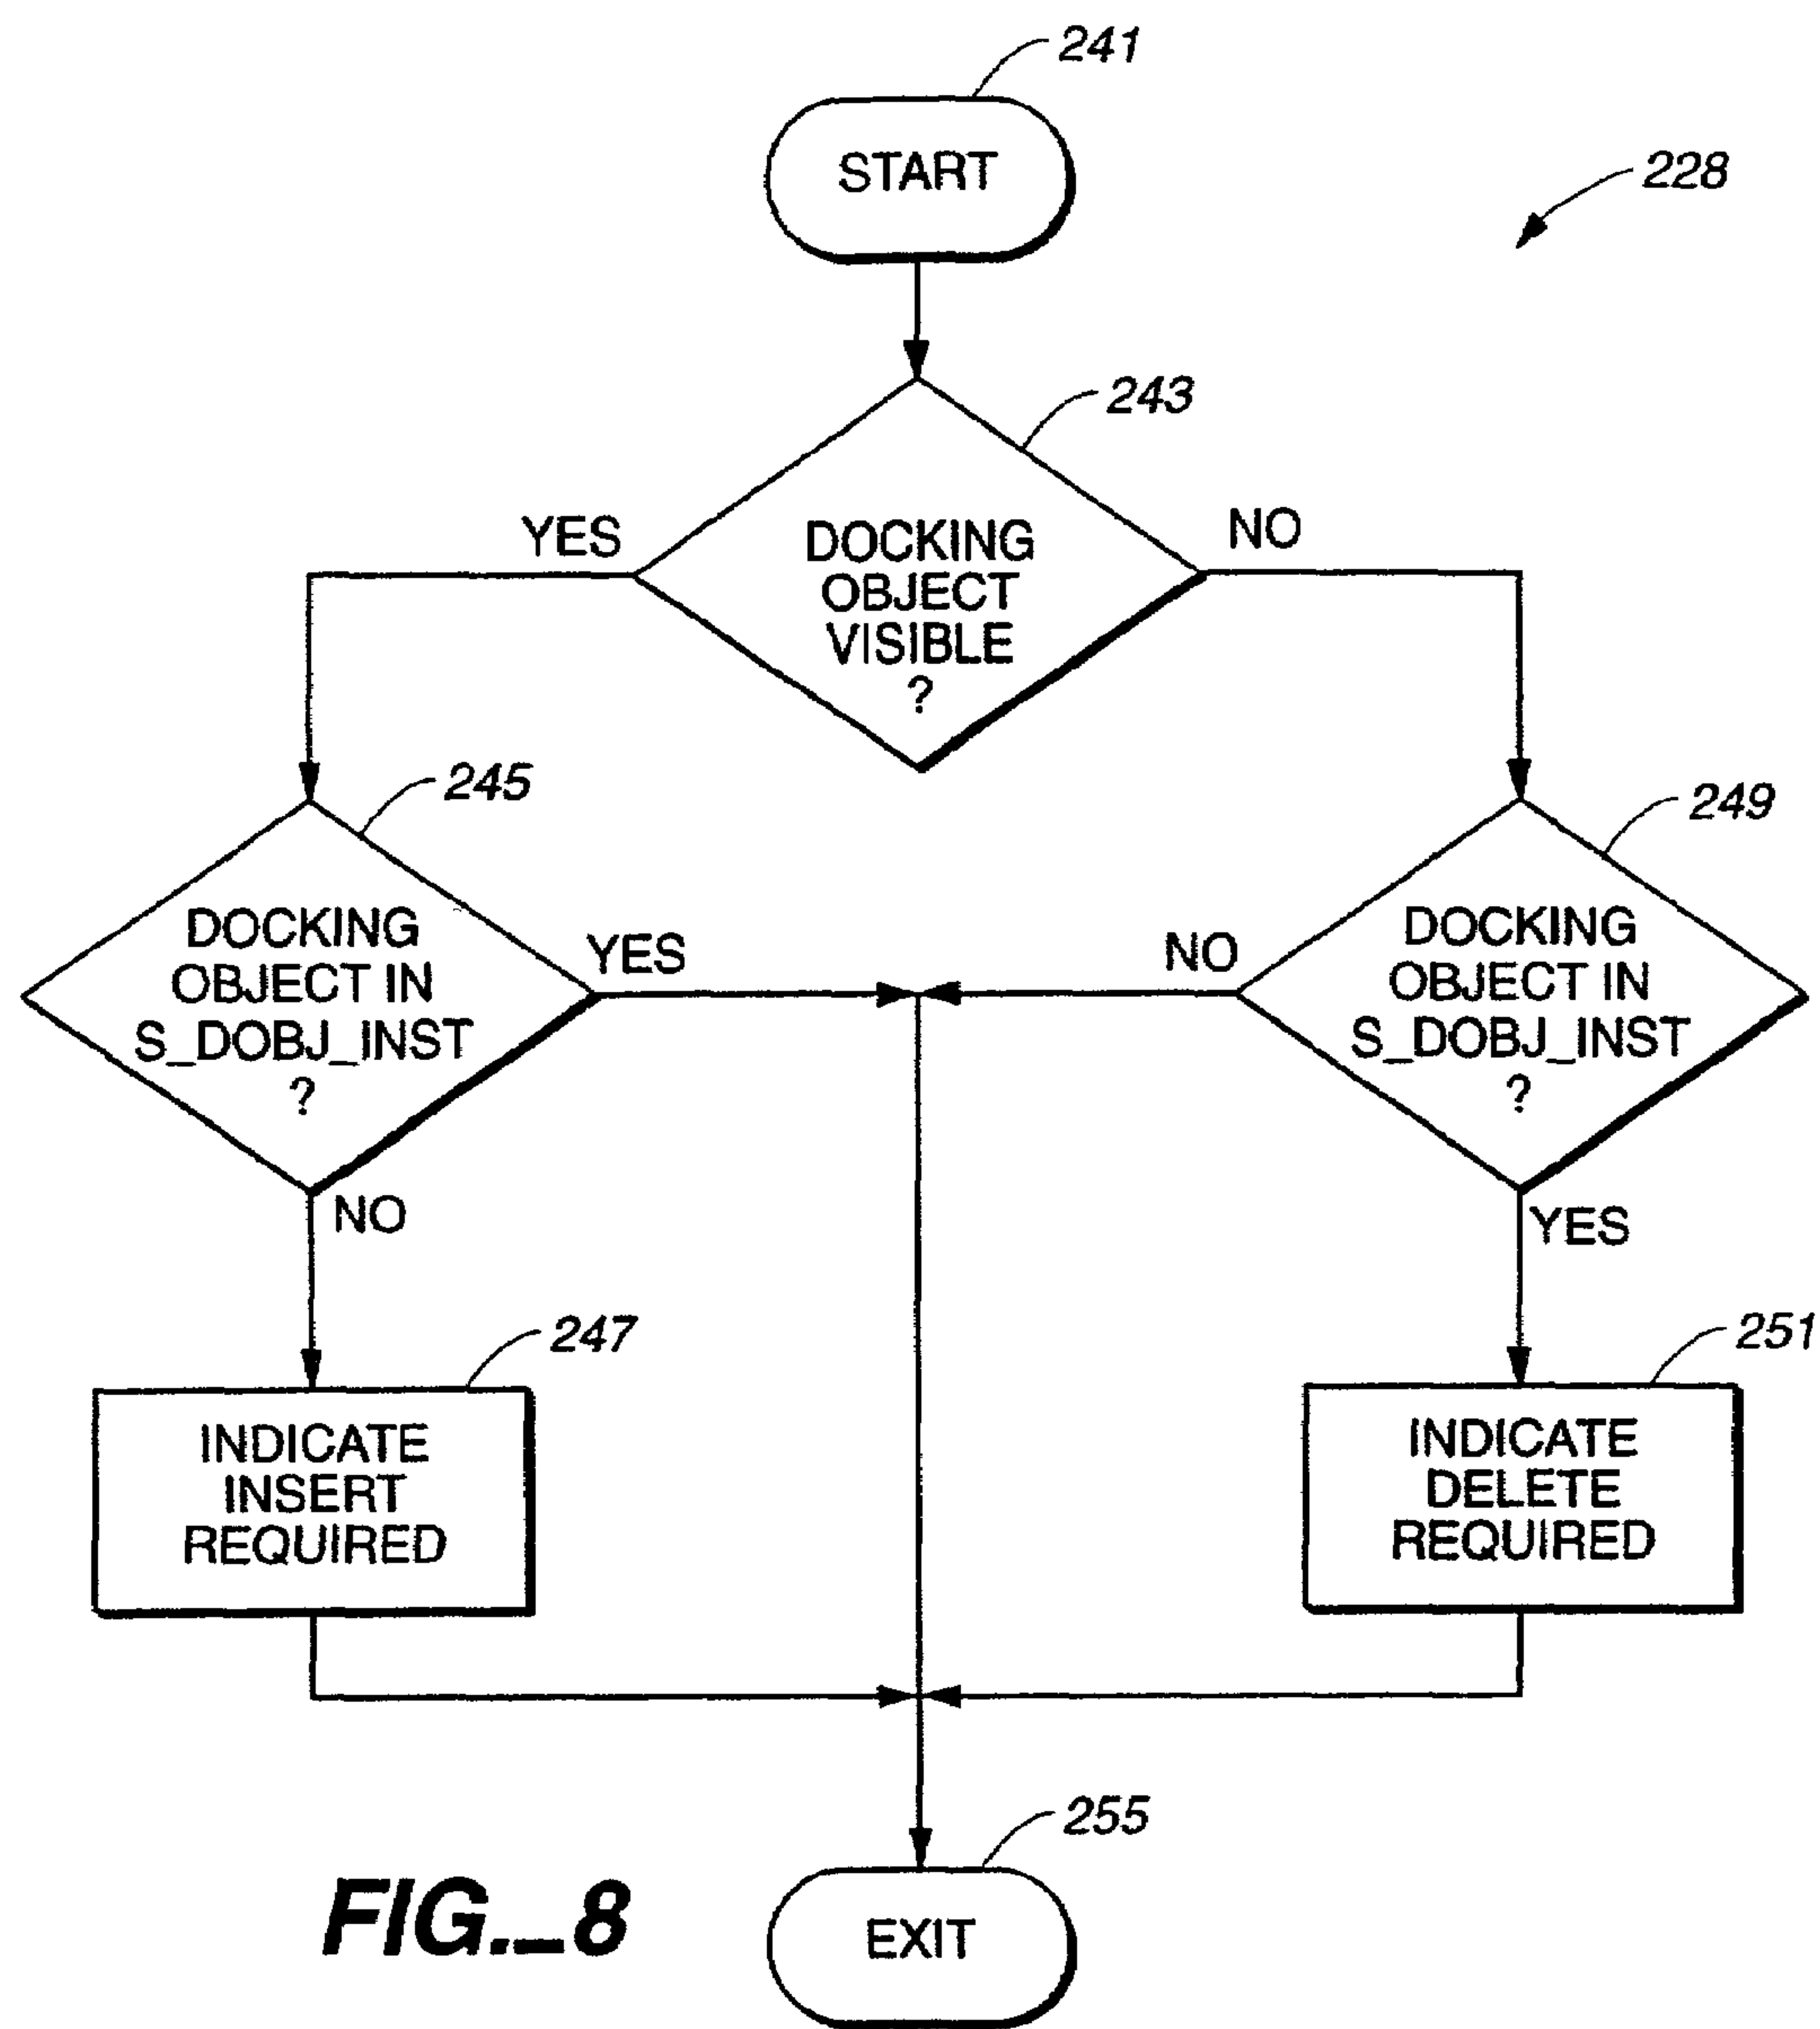 241
START
228
243
YES
NO
DOCKING
OBJECT
VISIBLE
?
245
249
DOCKING
OBJECT IN
S_DOBJ_INST
?
YES
NO
DOCKING
OBJECT IN
S_DOBJ_INST
?
NO
YES
247
251
INDICATE
INSERT
REQUIRED
INDICATE
DELETE
REQUIRED
255
EXIT
FIG._8